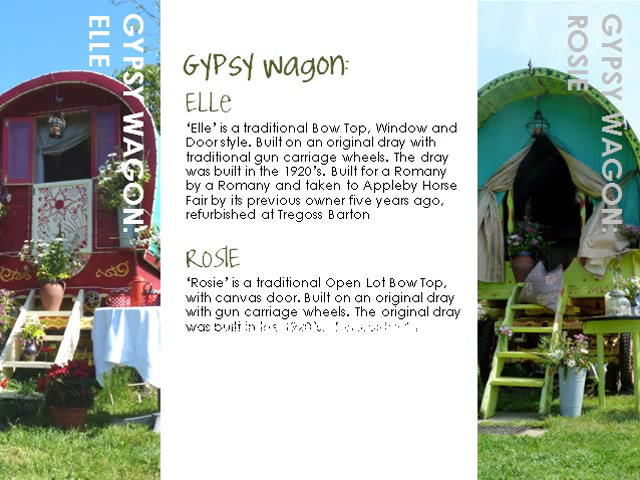 GYPSY WAGON:
ELLE
GYPSY wagon:
ELLE
‘Elle’ is a traditional Bow Top, Window and
Door style. Built on an original dray with
traditional gun carriage wheels. The dray
was built in the 1920’s. Built for a Romany
by a Romany and taken to Appleby Horse
Fair by its previous owner five years ago,
refurbished at Tregoss Barton
ROSIE
‘Rosie’ is a traditional Open Lot Bow Top,
with canvas door. Built on an original dray
with gun carriage wheels. The original dray
was built in
GYPSY WAGON:
ROSIE